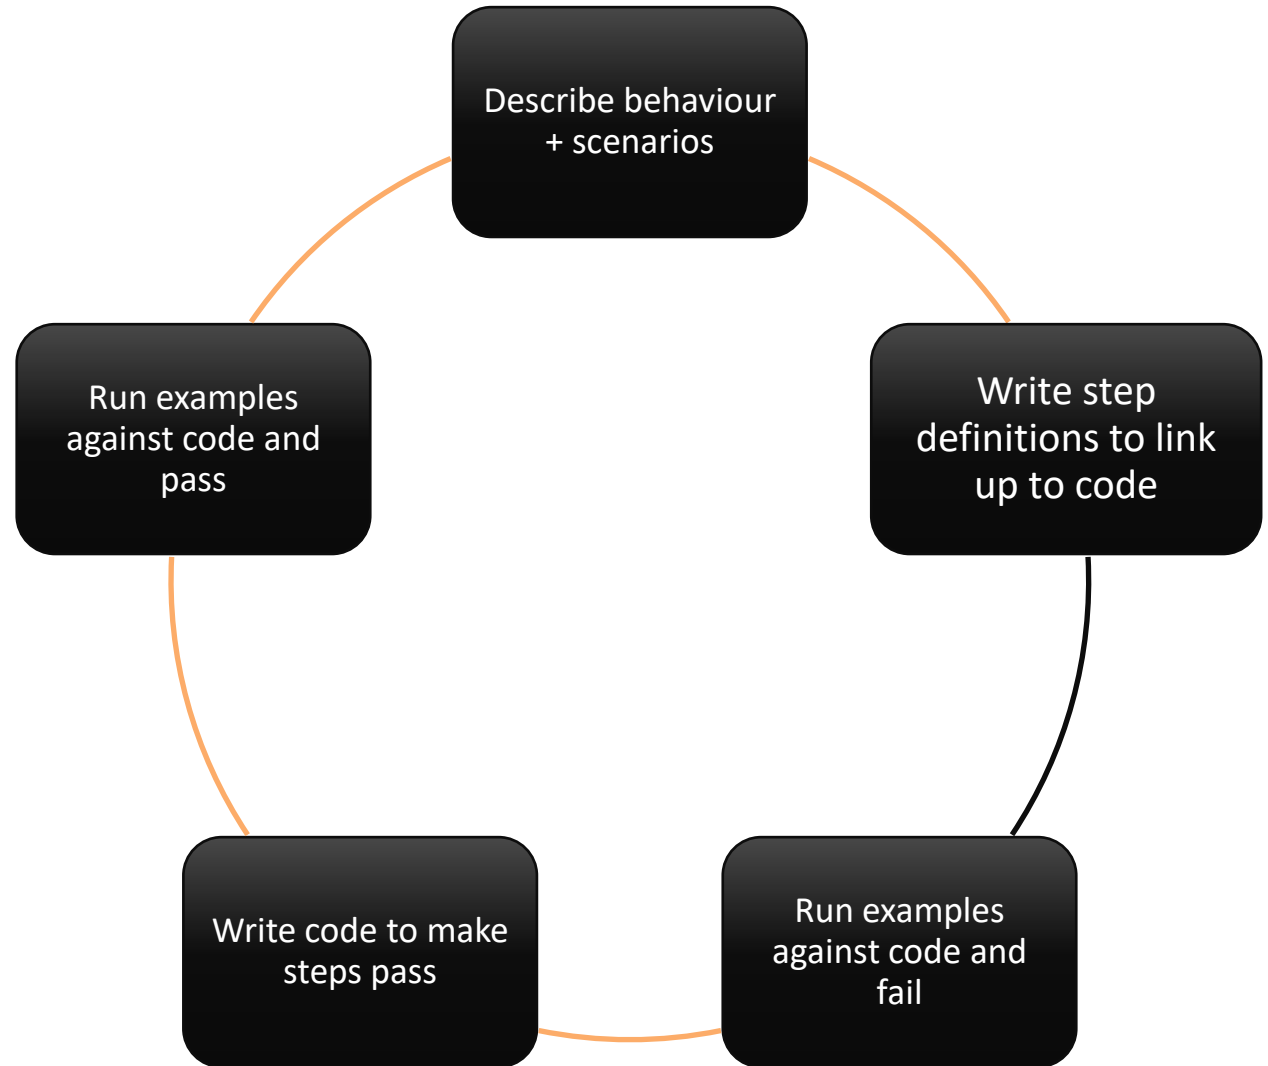 Describe behaviour
+ scenarios
Write step
definitions to link
up to code
Run examples
against code and
fail
Write code to make
steps pass
Run examples
against code and
pass